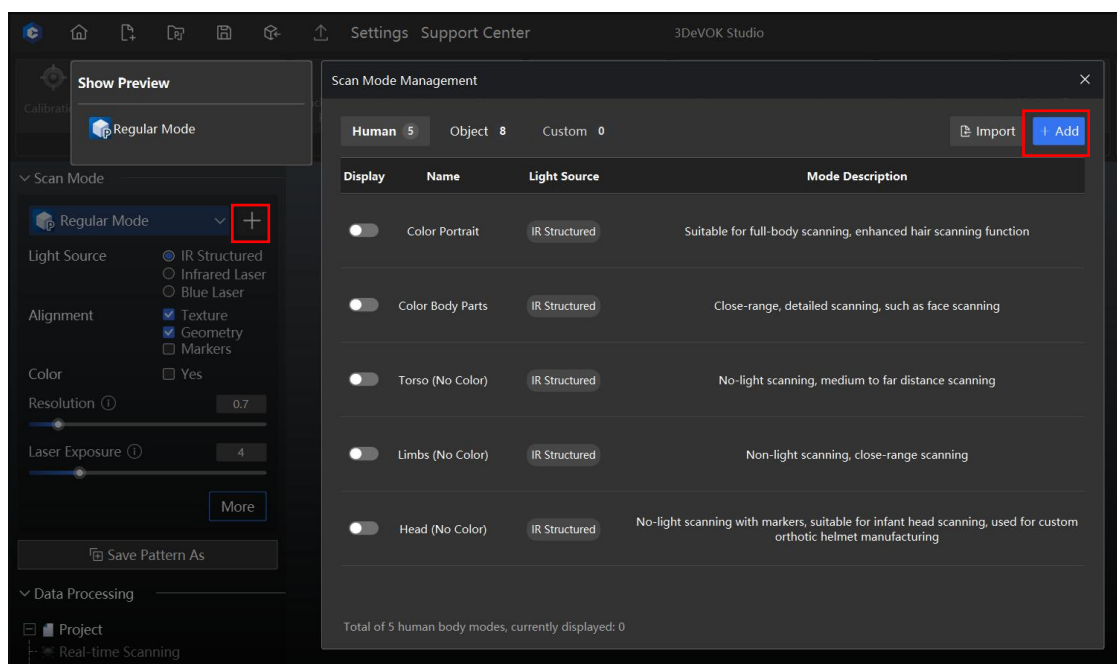 Settings Support Center 3DeVOK Studio
Show Preview
Regular Mode
Scan Mode Management
Human 5 Object 8 Custom 0 Import + Add
Display Name Light Source Mode Description
Color Portrait IR Structured Suitable for full-body scanning, enhanced hair scanning function
Color Body Parts IR Structured Close-range, detailed scanning, such as face scanning
Torso (No Color) IR Structured No-light scanning, medium to far distance scanning
Limbs (No Color) IR Structured Non-light scanning, close-range scanning
Head (No Color) IR Structured No-light scanning with markers, suitable for infant head scanning, used for custom
orthotic helmet manufacturing
Total of 5 human body modes, currently displayed: 0
Calibrati
Scan Mode
Regular Mode
Light Source IR Structured
Infrared Laser
Blue Laser
Alignment Texture
Geometry
Markers
Color Yes
Resolution 0.7
Laser Exposure 4
More
Save Pattern As
Data Processing
Project
Real-time Scanning